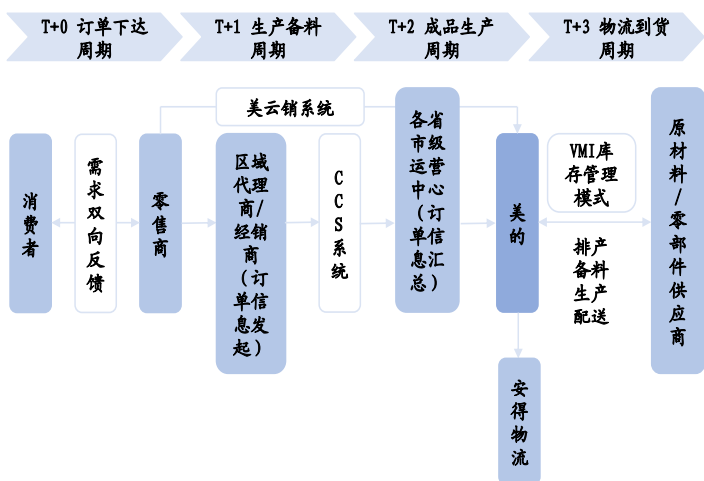 T+0 订单下达
周期
T+1 生产备料
周期
T+2 成品生产
周期
T+3 物流到货
周期
美云销系统
消费者
需求双向反馈
零售商
区域
代理
商/
经销
商
（订
单信
息发
起）
CCS系统
各省
市级
运营
中心
（订
单信
息汇
总）
美的
VMI库
存管理
模式
排产
备料
生产
配送
原材料/零部件供应商
安得物流